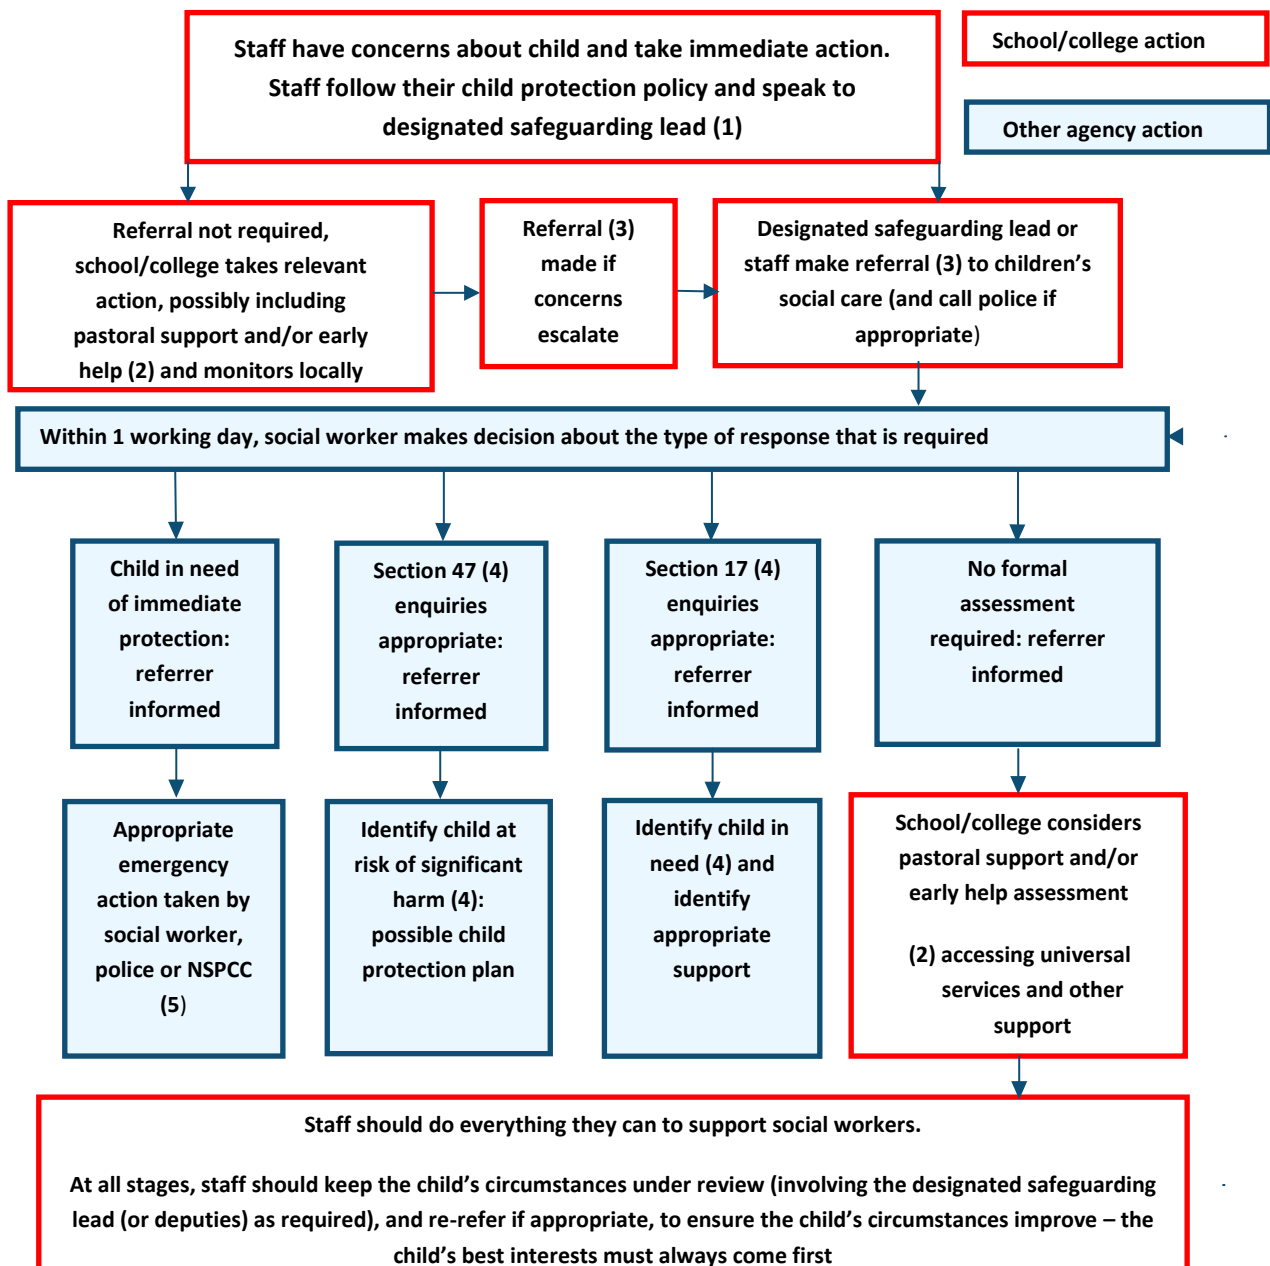 Staff have concerns about child and take immediate action.
Staff follow their child protection policy and speak to
designated safeguarding lead (1)
School/college action
Other agency action
Referral not required,
school/college takes relevant
action, possibly including
pastoral support and/or early
help (2) and monitors locally
Referral (3)
made if
concerns
escalate
Designated safeguarding lead or
staff make referral (3) to children’s
social care (and call police if
appropriate)
Within 1 working day, social worker makes decision about the type of response that is required
Child in need
of immediate
protection:
referrer
informed
Section 47 (4)
enquiries
appropriate:
referrer
informed
Section 17 (4)
enquiries
appropriate:
referrer
informed
No formal
assessment
required: referrer
informed
Appropriate
emergency
action taken by
social worker,
police or NSPCC
(5)
Identify child at
risk of significant
harm (4):
possible child
protection plan
Identify child in
need (4) and
identify
appropriate
support
School/college considers
pastoral support and/or
early help assessment
(2) accessing universal
services and other
support
Staff should do everything they can to support social workers.
At all stages, staff should keep the child’s circumstances under review (involving the designated safeguarding
lead (or deputies) as required), and re-refer if appropriate, to ensure the child’s circumstances improve – the
child’s best interests must always come first